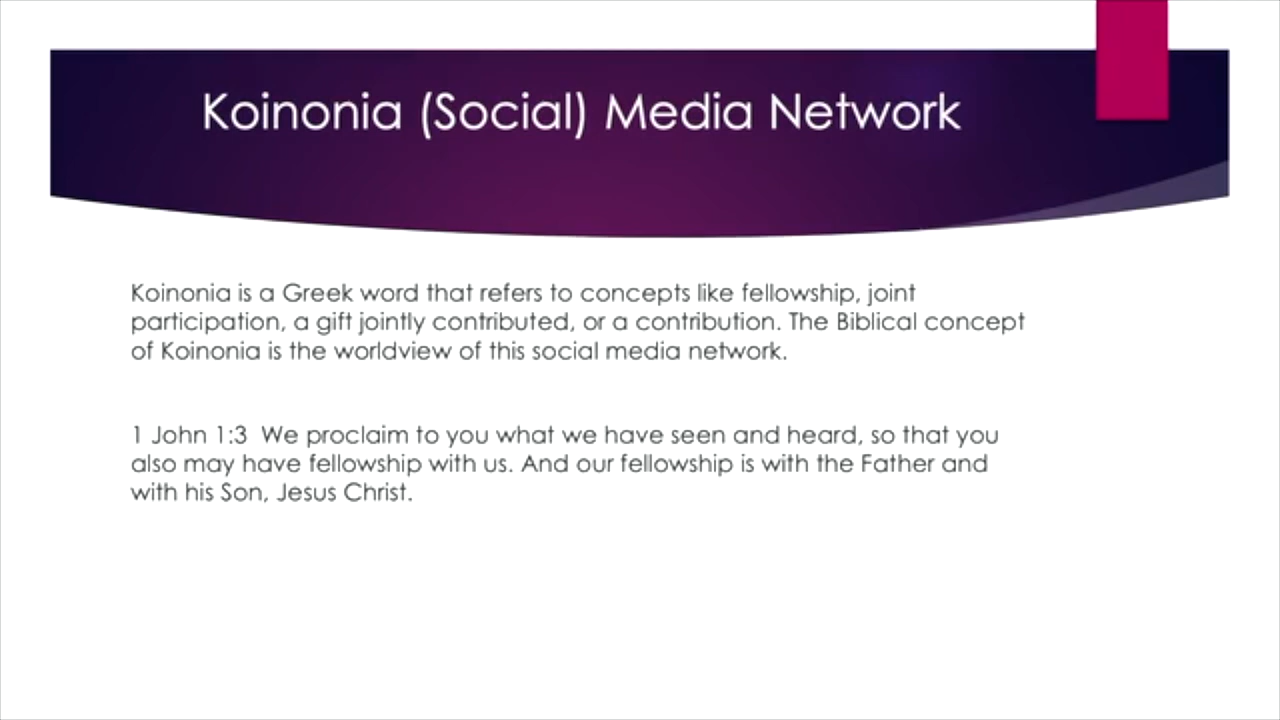 Koinonia (Social) Media Network
Koinonia is a Greek word that refers to concepts like fellowship, joint
participation, a gift jointly contributed, or a contribution. The Biblical concept
of Koinonia is the worldview of this social media network.
1 John 1:3  We proclaim to you what we have seen and heard, so that you
also may have fellowship with us. And our fellowship is with the Father and
with his Son, Jesus Christ.